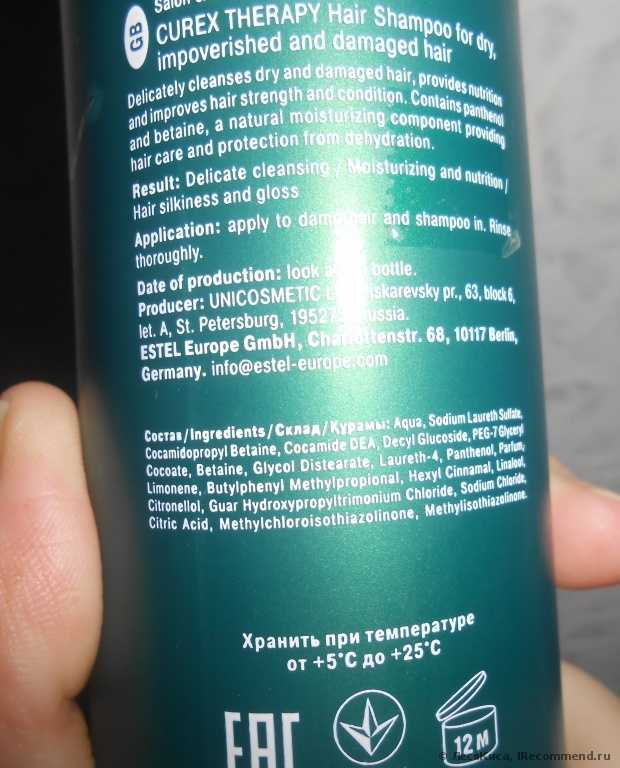 GB
CUREX THERAPY Hair Shampoo for dry,
impoverished and damaged hair
Delicately cleanses dry and damaged hair, provides nutrition
and improves hair strength and condition. Contains panthenol
and betaine, a natural moisturizing component providing
hair care and protection from dehydration.
Result: Delicate cleansing / Moisturizing and nutrition /
Hair silkiness and gloss
Application: apply to damp hair and shampoo in. Rinse
thoroughly.
Date of production: look bottle.
Producer: UNICOSMETIC pr., 63, block 6,
let. A, St. Petersburg, Russia.
ESTEL Europe GmbH, Charlottenstr. 68, 10117 Berlin,
Germany. info@estel-europe.com
Состав/Ingredients/Склад/Курамы: Aqua, Sodium Laureth Sulfate,
Cocamidopropyl Betaine, Cocamide DEA, Decyl Glucoside, PEG-7 Glyceryl
Cocoate, Betaine, Glycol Distearate, Laureth-4, Panthenol, Parfum,
Limonene, Butylphenyl Methylpropional, Hexyl Cinnamal, Linalool,
Citronellol, Guar Hydroxypropyltrimonium Chloride, Sodium Chloride,
Citric Acid, Methylchloroisothiazolinone, Methylisothiazolinone.
Хранить при температуре
от +5°C до +25°C
EAC
12 M
© ЛесяКиса, IRecommend.ru